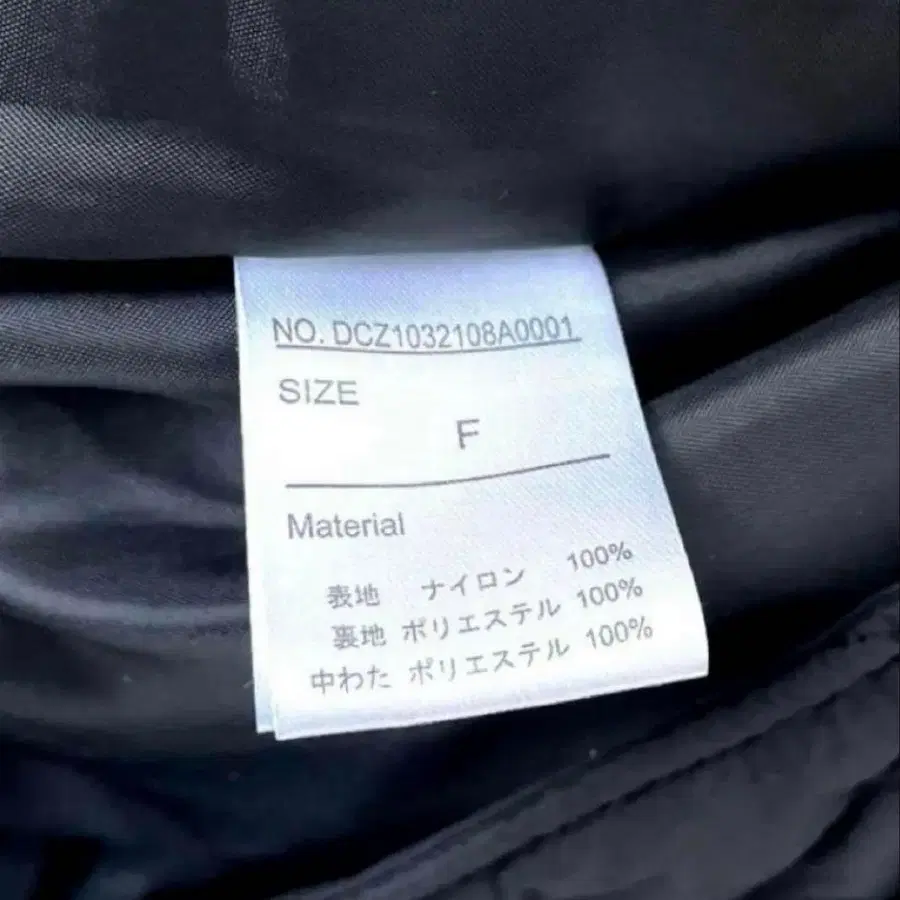 NO. DCZ1032108A0001
SIZE
F
Material
表地 ナイロン 100%
裏地 ポリエステル 100%
中わた ポリエステル 100%